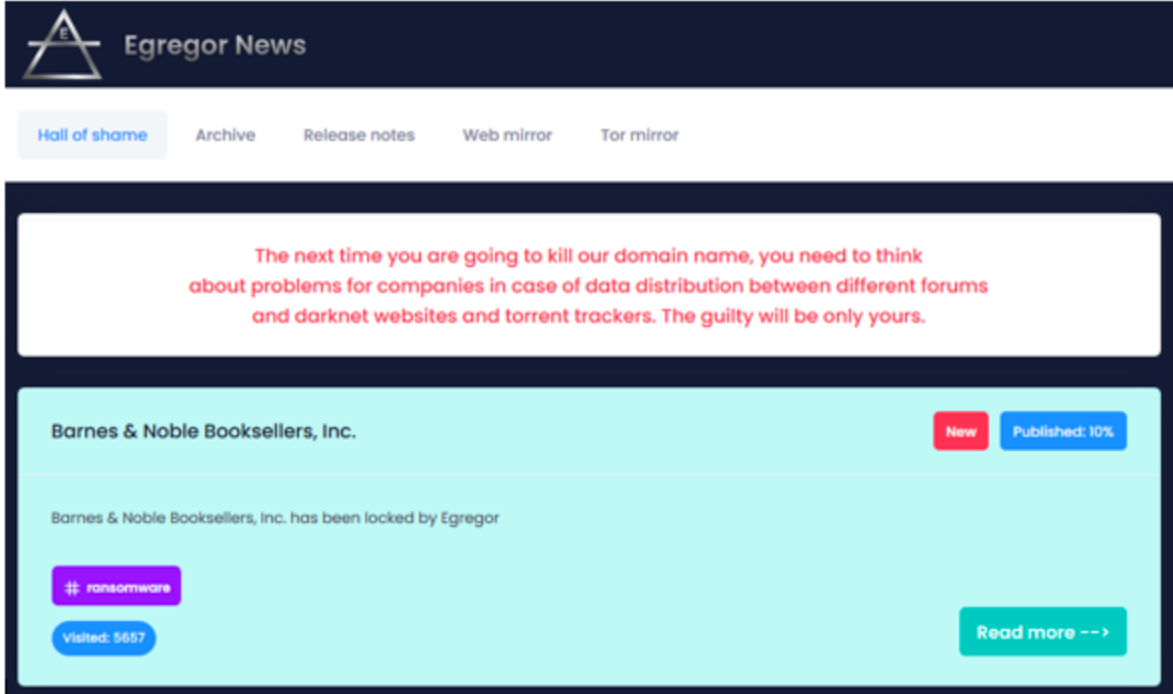 E
Egregor News
Hall of shame Archive Release notes Web mirror Tor mirror
The next time you are going to kill our domain name, you need to think
about problems for companies in case of data distribution between different forums
and darknet websites and torrent trackers. The guilty will be only yours.
Barnes & Noble Booksellers, Inc. New Published: 10%
Barnes & Noble Booksellers, Inc. has been locked by Egregor
# ransomware
Visited: 5657
Read more -->